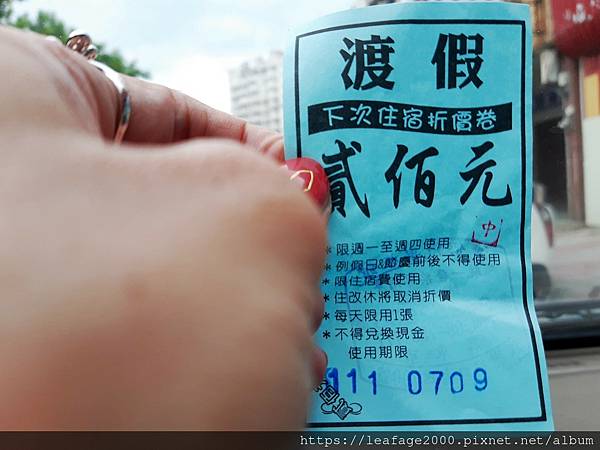 渡假
下次住宿折價卷
貳佰元
中
*限週一至週四使用
*例假日&節慶前後不得使用
*限住宿費使用
*住改休將取消折價
*每天限用1張
*不得兌換現金
使用期限
111 0709
https://leafage2000.pixnet.net/album